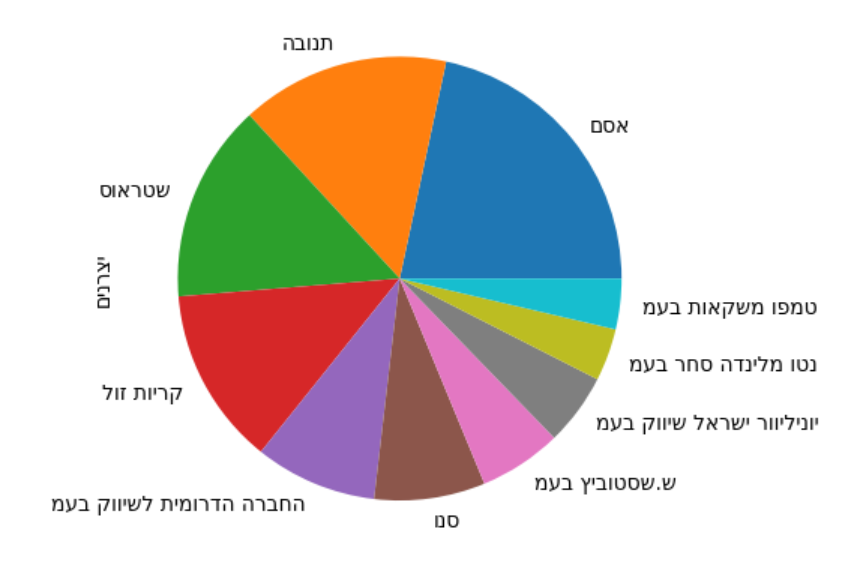 תנובה
אסם
שטראוס
יצרנים
טמפו משקאות בעמ
נטו מלינדה סחר בעמ
קריות זול
יוניליוור ישראל שיווק בעמ
ש.שסטוביץ בעמ
החברה הדרומית לשיווק בעמ
סנו